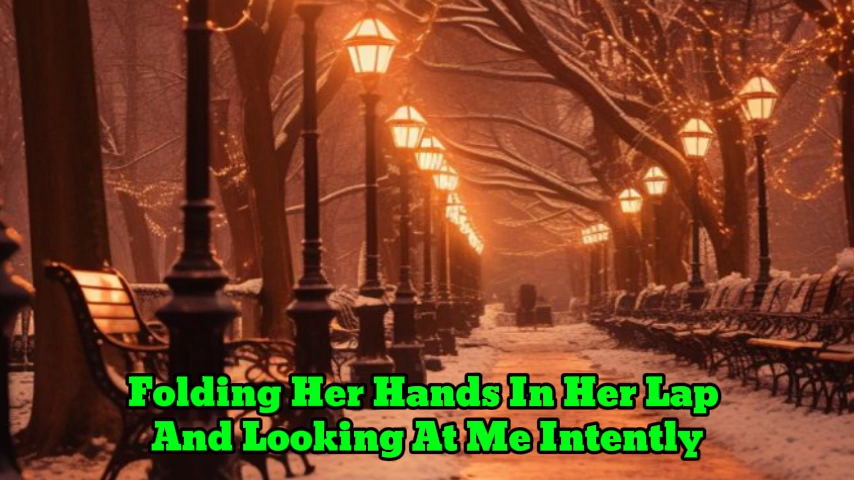 Folding Her Hands In Her Lap
And Looking At Me Intently